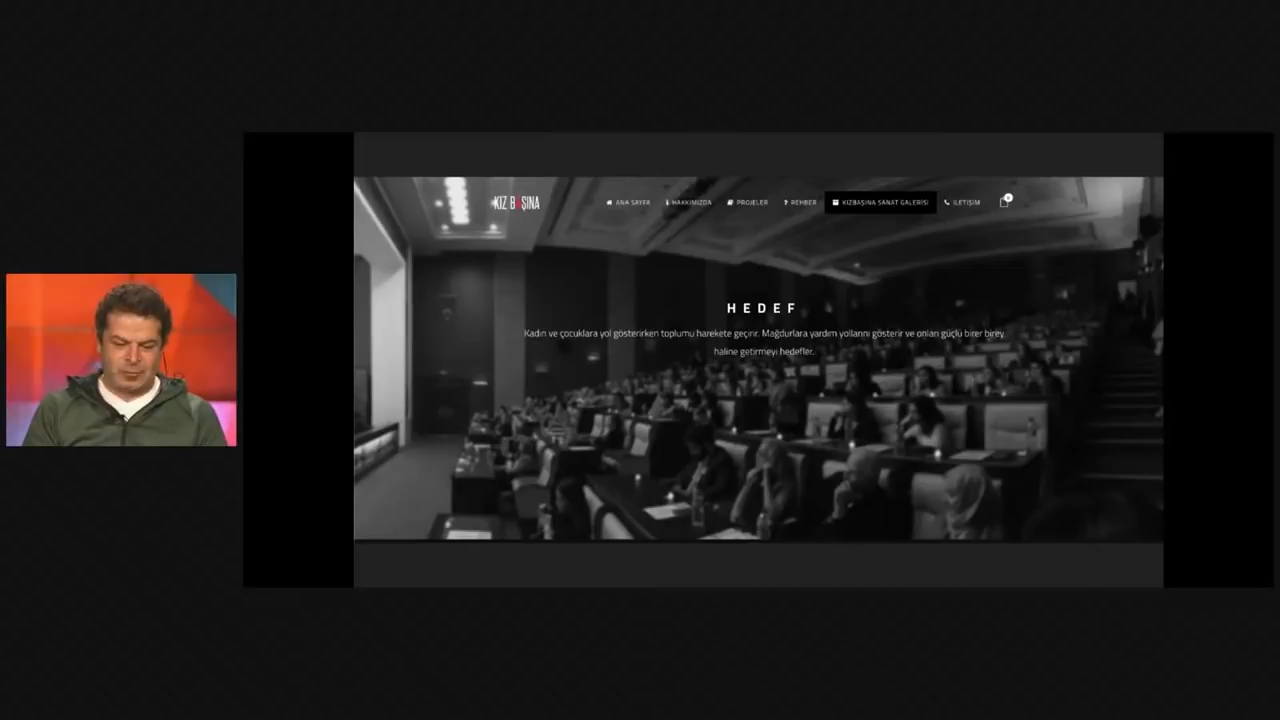 KIZ BAŞINA
ANA SAYFA HAKKIMIZDA PROJELER REHBER KIZBAŞINA SANAT GALERİSİ İLETİŞİM 0
HEDEF
Kadın ve çocuklara yol gösterirken toplumu harekete geçirir. Mağdurlara yardım yollarını gösterir ve onları güçlü birer birey
haline getirmeyi hedefler.